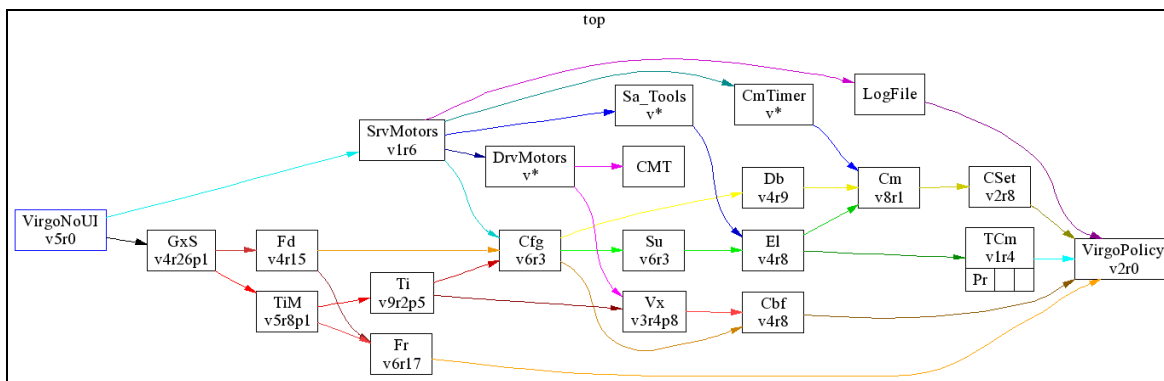 top
LogFile
Sa_Tools
v*
CmTimer
v*
SrvMotors
v1r6
DrvMotors
v*
CMT
Db
v4r9
Cm
v8r1
CSet
v2r8
VirgoNoUI
v5r0
GxS
v4r26p1
Fd
v4r15
Cfg
v6r3
Su
v6r3
El
v4r8
TCm
v1r4
Pr
VirgoPolicy
v2r0
TiM
v5r8p1
Ti
v9r2p5
Vx
v3r4p8
Cbf
v4r8
Fr
v6r17